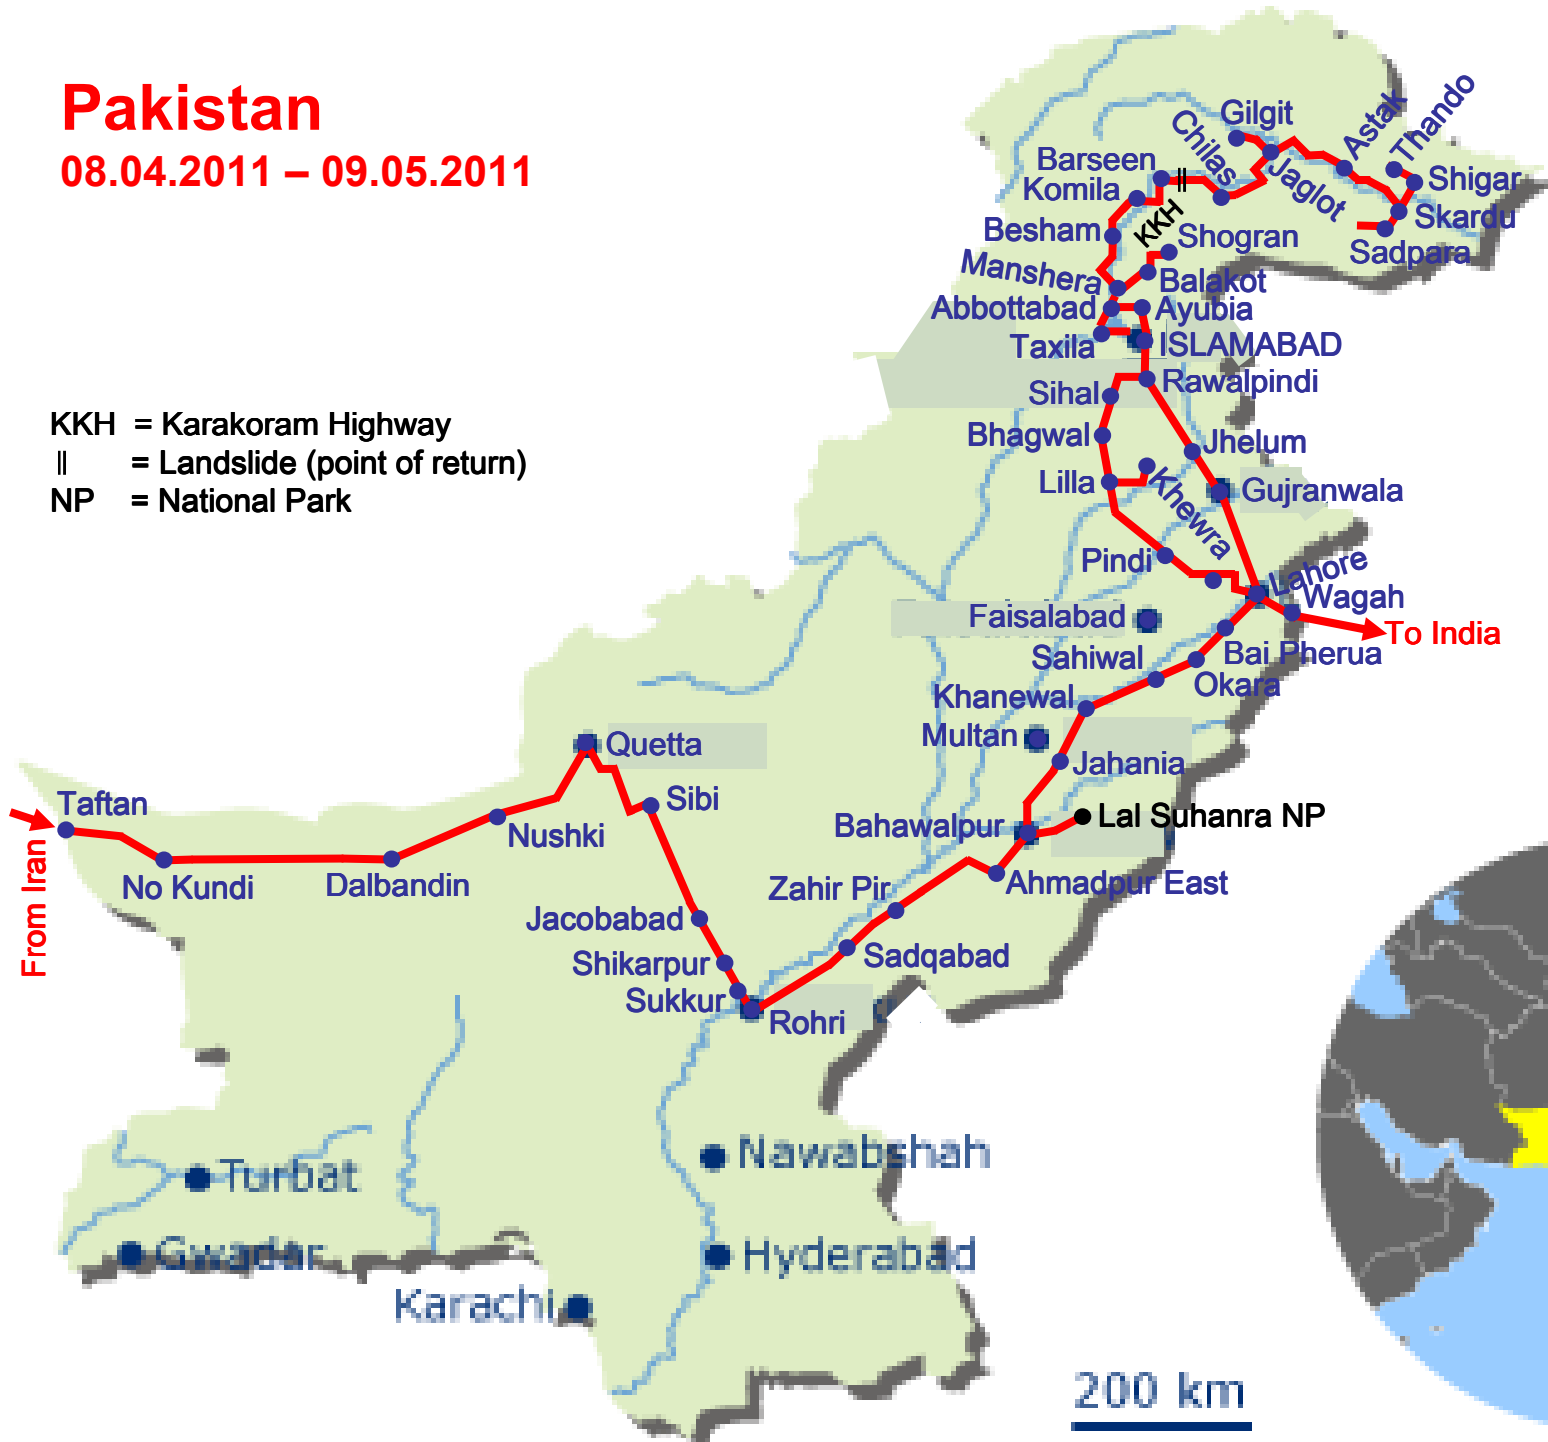 Pakistan
08.04.2011 – 09.05.2011
KKH = Karakoram Highway
|| = Landslide (point of return)
NP = National Park
Gilgit
Chilas
Astak
Thando
Barseen
Komila
Jaglot
Shigar
Skardu
Sadpara
Besham
KKH
||
Shogran
Manshera
Balakot
Abbottabad
Ayubia
Taxila
ISLAMABAD
Rawalpindi
Sihal
Bhagwal
Jhelum
Lilla
Khewra
Gujranwala
Pindi
Lahore
Wagah
Faisalabad
To India
Sahiwal
Bai Pherua
Okara
Khanewal
Multan
Quetta
Jahania
Taftan
Sibi
Nushki
Bahawalpur
Lal Suhanra NP
From Iran
No Kundi
Dalbandin
Zahir Pir
Ahmadpur East
Jacobabad
Shikarpur
Sadqabad
Sukkur
Rohri
Nawabshah
Turbat
Gwadar
Hyderabad
Karachi
200 km